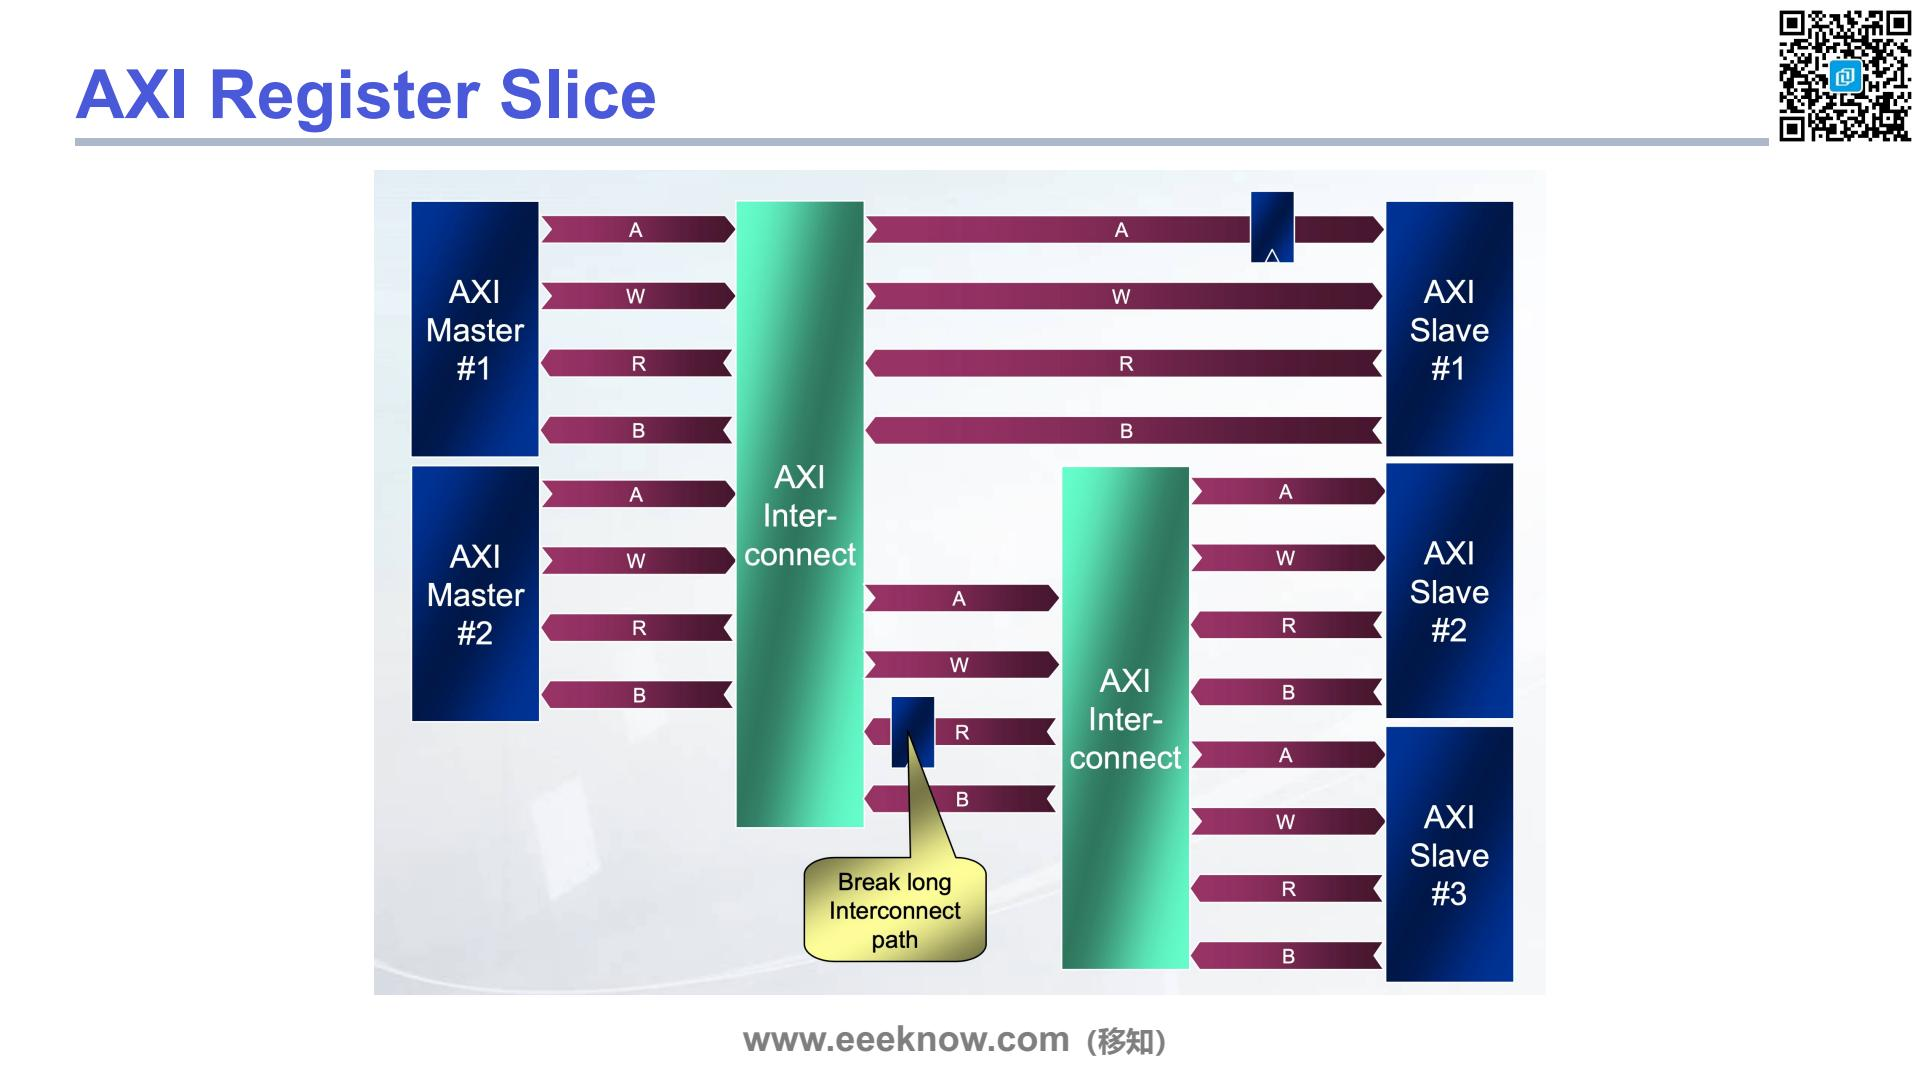 AXI Register Slice
AXI
Master
#1
A
W
R
B
AXI
Master
#2
A
W
R
B
AXI
Inter-
connect
A
W
R
B
A
W
R
B
Break long
Interconnect
path
AXI
Inter-
connect
AXI
Slave
#1
A
W
R
B
AXI
Slave
#2
A
W
R
B
AXI
Slave
#3
www.eeeknow.com（移知）